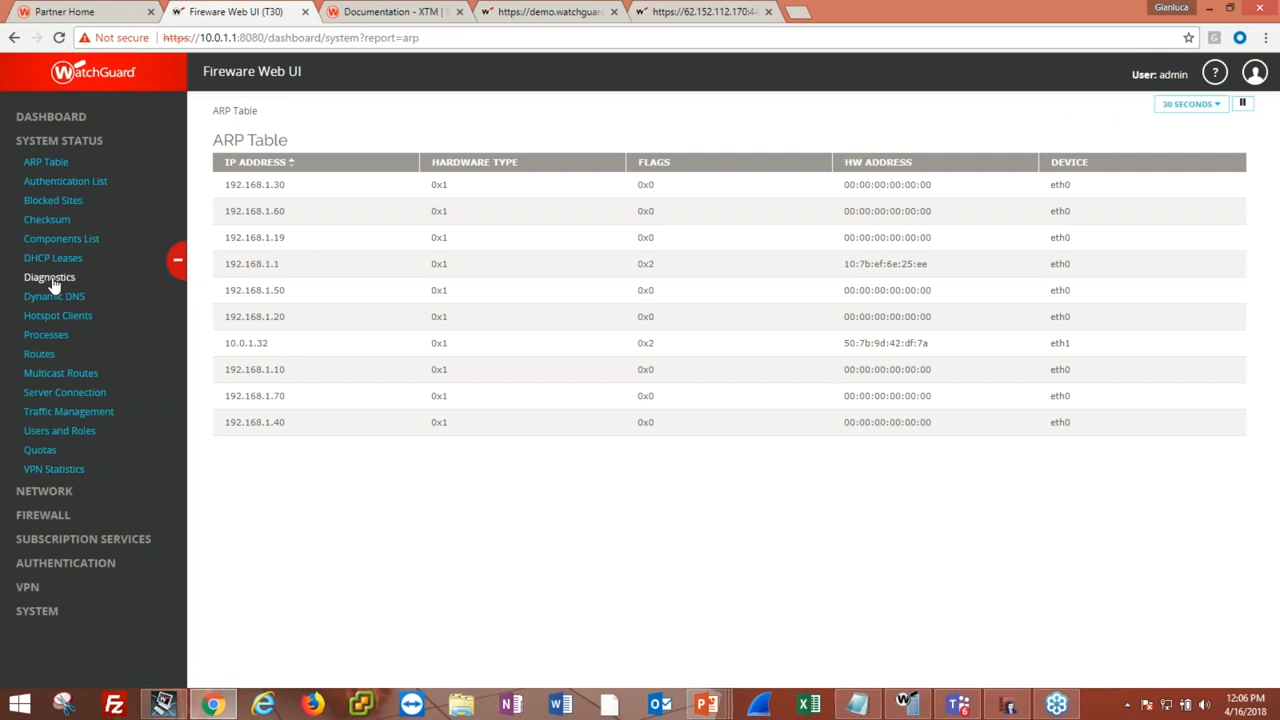 Partner Home
Fireware Web UI (T30)
Documentation - XTM |
https://demo.watchguar
https://62.152.112.170:4
Gianluca
Not secure
https://10.0.1.1:8080/dashboard/system?report=arp
WatchGuard
Fireware Web UI
User: admin
?
DASHBOARD
SYSTEM STATUS
ARP Table
Authentication List
Blocked Sites
Checksum
Components List
DHCP Leases
Diagnostics
Dynamic DNS
Hotspot Clients
Processes
Routes
Multicast Routes
Server Connection
Traffic Management
Users and Roles
Quotas
VPN Statistics
NETWORK
FIREWALL
SUBSCRIPTION SERVICES
AUTHENTICATION
VPN
SYSTEM
ARP Table
30 SECONDS
ARP Table
IP ADDRESS HARDWARE TYPE FLAGS HW ADDRESS DEVICE
192.168.1.30 0x1 0x0 00:00:00:00:00:00 eth0
192.168.1.60 0x1 0x0 00:00:00:00:00:00 eth0
192.168.1.19 0x1 0x0 00:00:00:00:00:00 eth0
192.168.1.1 0x1 0x2 10:7b:ef:6e:25:ee eth0
192.168.1.50 0x1 0x0 00:00:00:00:00:00 eth0
192.168.1.20 0x1 0x0 00:00:00:00:00:00 eth0
10.0.1.32 0x1 0x2 50:7b:9d:42:df:7a eth1
192.168.1.10 0x1 0x0 00:00:00:00:00:00 eth0
192.168.1.70 0x1 0x0 00:00:00:00:00:00 eth0
192.168.1.40 0x1 0x0 00:00:00:00:00:00 eth0
12:06 PM
4/16/2018